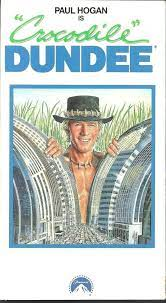 PAUL HOGAN
IS
"Crocodile"
DUNDEE